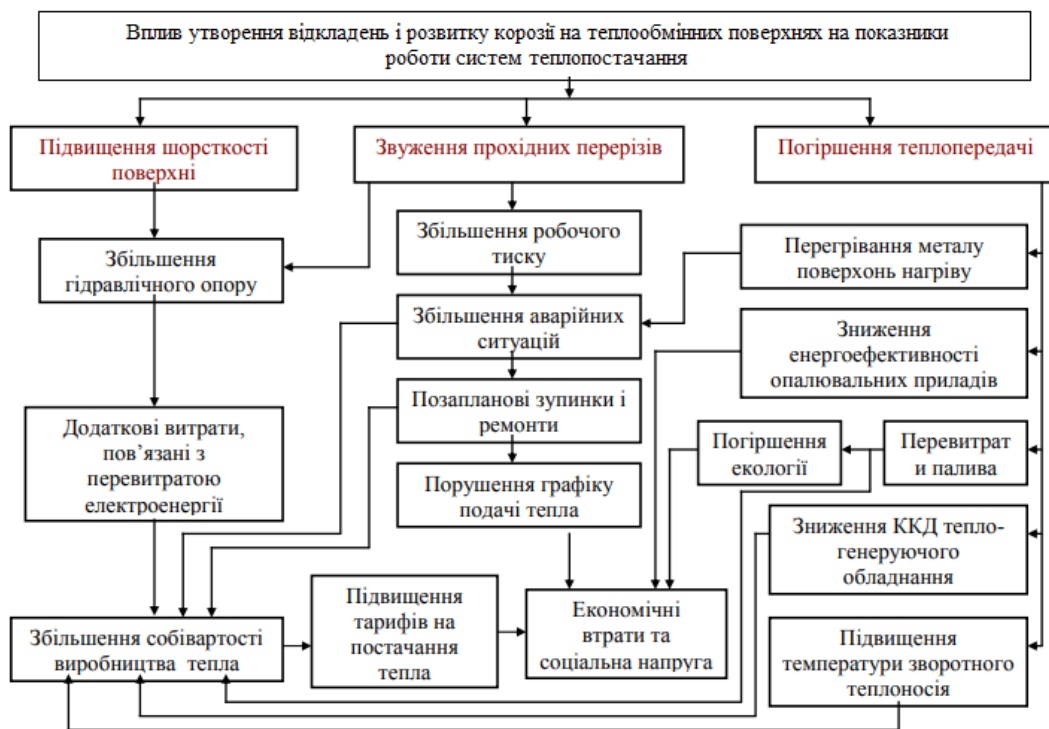 Вплив утворення відкладень і розвитку корозії на теплообмінних поверхнях на показники
роботи систем теплопостачання
Підвищення шорсткості
поверхні
Звуження прохідних перерізів
Погіршення теплопередачі
Збільшення
гідравлічного опору
Збільшення робочого
тиску
Перегрівання металу
поверхонь нагріву
Збільшення аварійних
ситуацій
Зниження
енергоефективності
опалювальних приладів
Додаткові витрати,
пов’язані з
перевитратою
електроенергії
Позапланові зупинки і
ремонти
Погіршення
екології
Перевитрат
и палива
Порушення графіку
подачі тепла
Зниження ККД тепло-
генеруючого
обладнання
Збільшення собівартості
виробництва тепла
Підвищення
тарифів на
постачання
тепла
Економічні
втрати та
соціальна напруга
Підвищення
температури зворотного
теплоносія